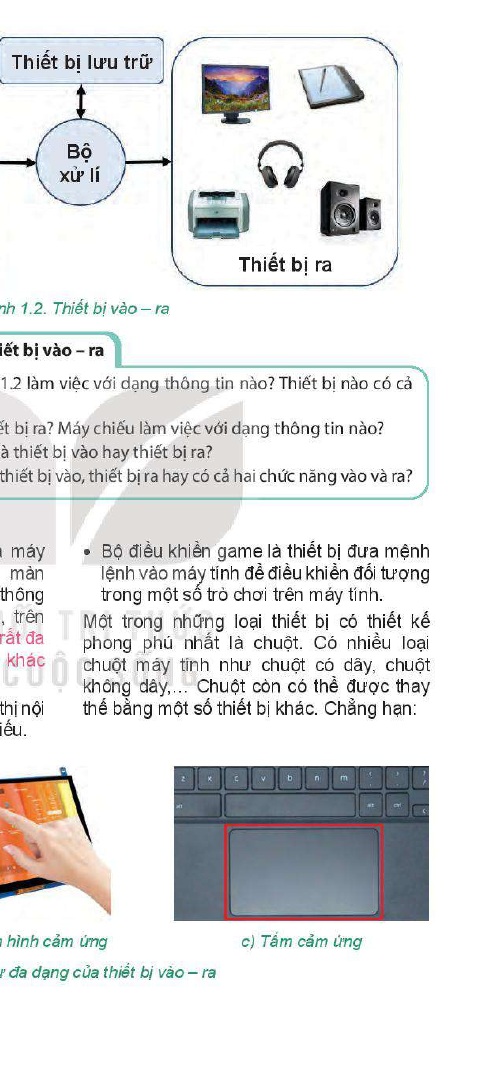 Thiết bị lưu trữ
Bộ
xử lí
Thiết bị ra
1.2. Thiết bị vào – ra
bị vào – ra
1.2 làm việc với dạng thông tin nào? Thiết bị nào có cả
bị ra? Máy chiếu làm việc với dạng thông tin nào?
là thiết bị vào hay thiết bị ra?
thiết bị vào, thiết bị ra hay có cả hai chức năng vào và ra?
máy
màn
thông
, trên
rất đa
khác
thị nội
• Bộ điều khiển game là thiết bị đưa mệnh
lệnh vào máy tính để điều khiển đối tượng
trong một số trò chơi trên máy tính.
Một trong những loại thiết bị có thiết kế
phong phú nhất là chuột. Có nhiều loại
chuột máy tính như chuột có dây, chuột
không dây,... Chuột còn có thể được thay
thế bằng một số thiết bị khác. Chẳng hạn:
hình cảm ứng
c) Tấm cảm ứng
đa dạng của thiết bị vào – ra